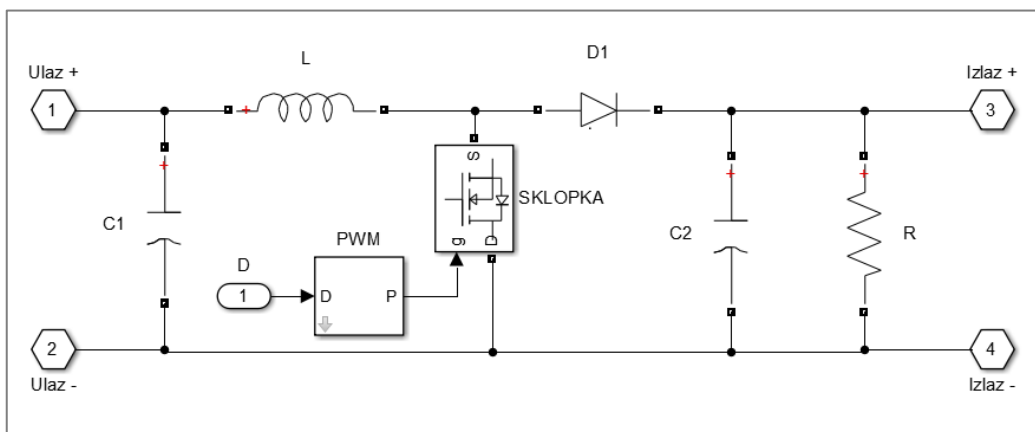 L
D1
Ulaz +
Izlaz +
1
3
S
SKLOPKA
C1
g
D
PWM
C2
R
D
1
D
P
2
4
Ulaz -
Izlaz -